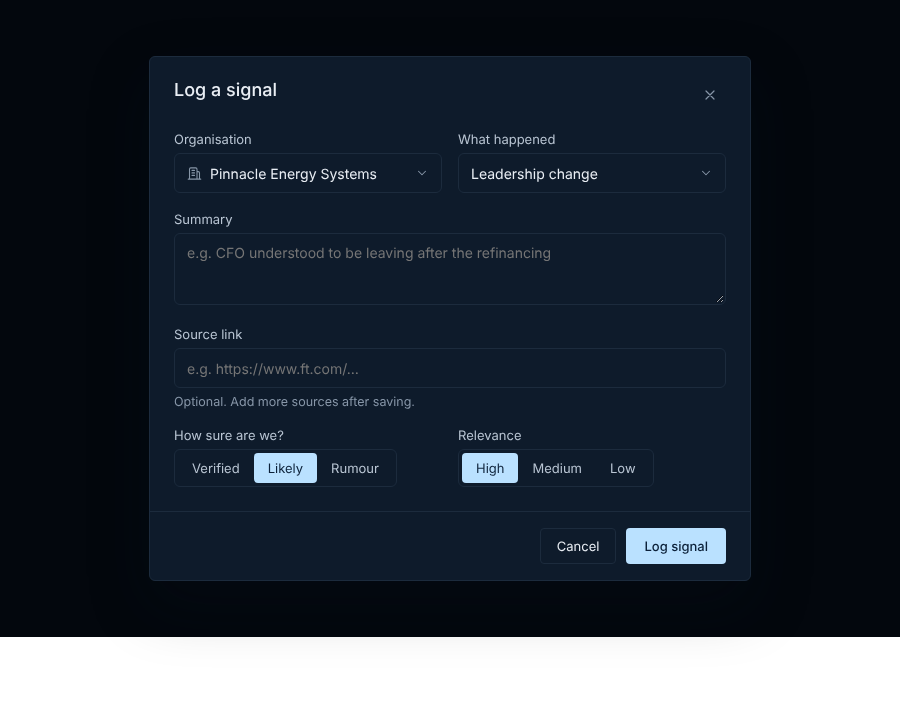 Log a signal
Organisation
What happened
Pinnacle Energy Systems
Leadership change
Summary
e.g. CFO understood to be leaving after the refinancing
Source link
e.g. https://www.ft.com/...
Optional. Add more sources after saving.
How sure are we?
Relevance
Verified Likely Rumour
High Medium Low
Cancel
Log signal